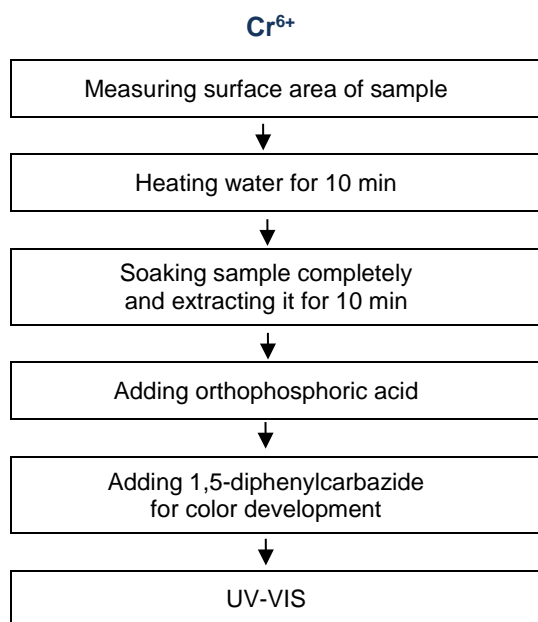 Cr⁶⁺
Measuring surface area of sample
Heating water for 10 min
Soaking sample completely
and extracting it for 10 min
Adding orthophosphoric acid
Adding 1,5-diphenylcarbazide
for color development
UV-VIS